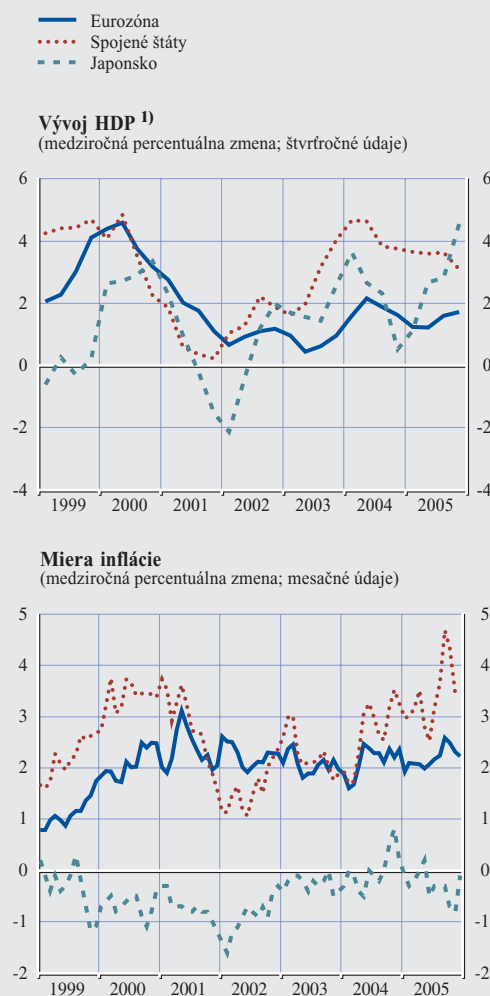 Eurozóna
Spojené štáty
Japonsko
Vývoj HDP 1)
(medziročná percentuálna zmena; štvrťročné údaje)
6 6
4 4
2 2
0 0
-2 -2
-4 -4
1999 2000 2001 2002 2003 2004 2005
Miera inflácie
(medziročná percentuálna zmena; mesačné údaje)
5 5
4 4
3 3
2 2
1 1
0 0
-1 -1
-2 -2
1999 2000 2001 2002 2003 2004 2005